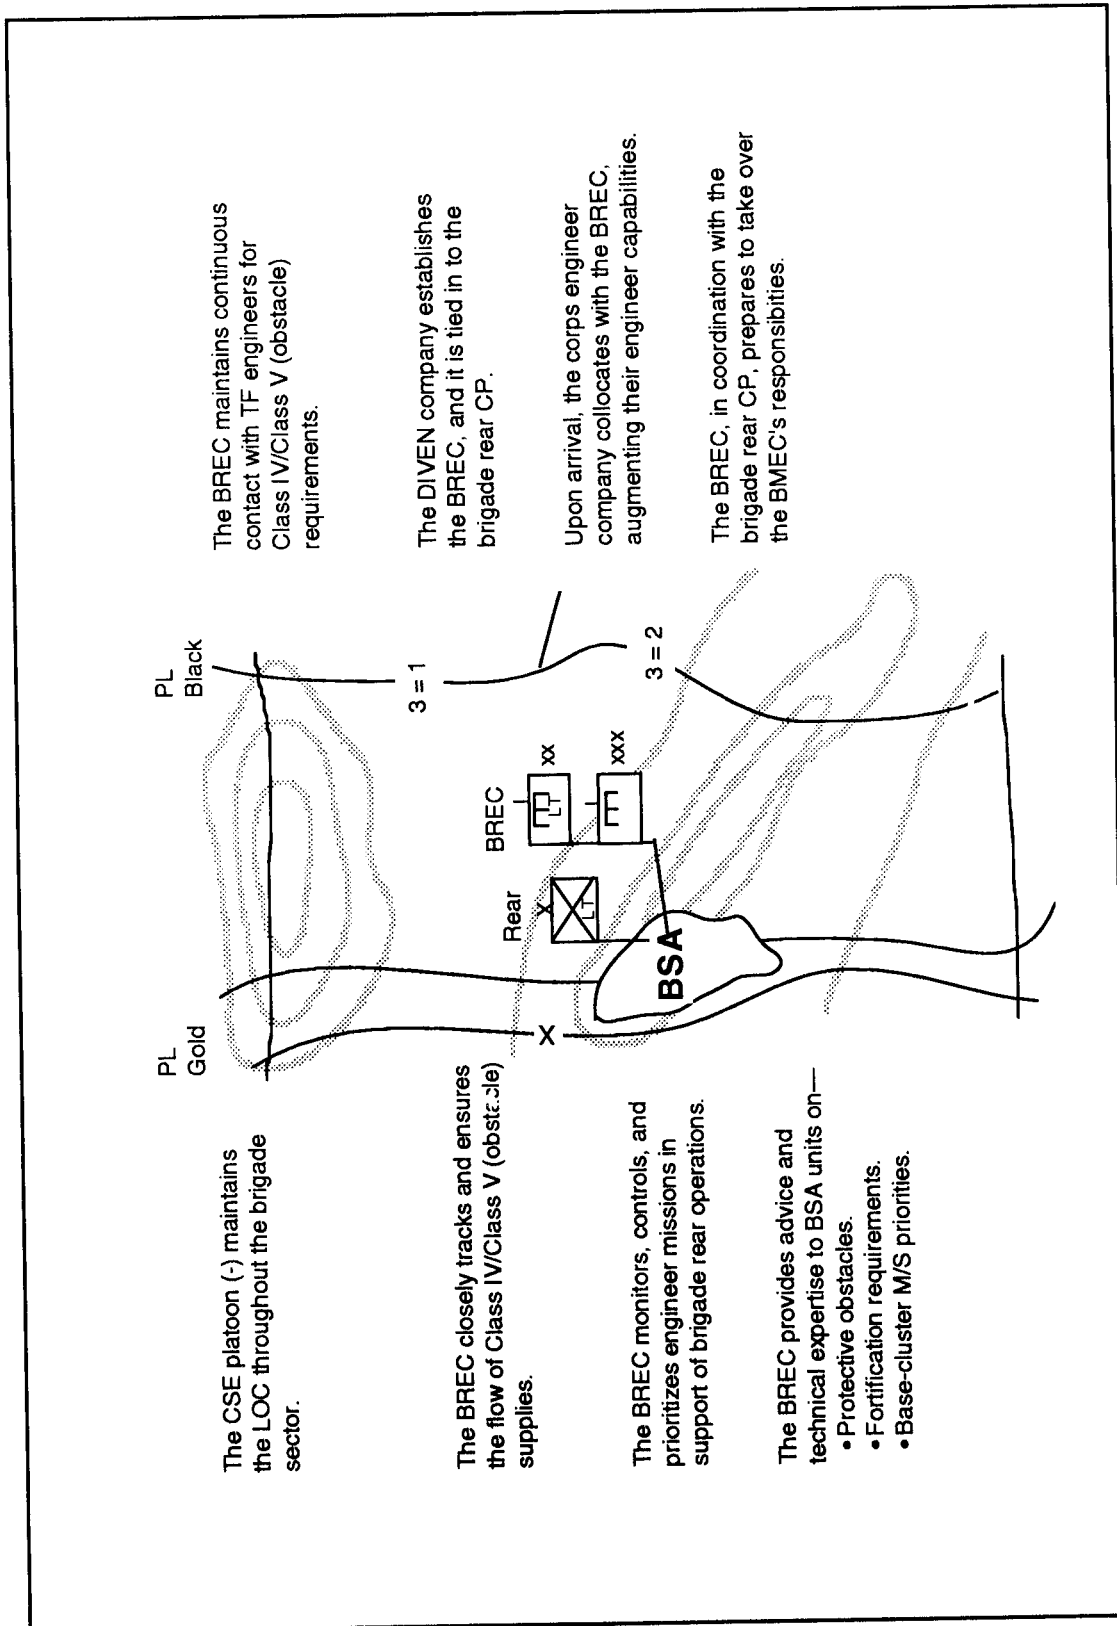 The CSE platoon (-) maintains
the LOC throughout the brigade
sector.
The BREC closely tracks and ensures
the flow of Class IV/Class V (obstacle)
supplies.
The BREC monitors, controls, and
prioritizes engineer missions in
support of brigade rear operations.
The BREC provides advice and
technical expertise to BSA units on—
• Protective obstacles.
• Fortification requirements.
• Base-cluster M/S priorities.
PL
Gold
X
Rear
X
LT
BSA
BREC
LT
XX
XXX
PL
Black
3 = 1
3 = 2
The BREC maintains continuous
contact with TF engineers for
Class IV/Class V (obstacle)
requirements.
The DIVEN company establishes
the BREC, and it is tied in to the
brigade rear CP.
Upon arrival, the corps engineer
company collocates with the BREC,
augmenting their engineer capabilities.
The BREC, in coordination with the
brigade rear CP, prepares to take over
the BMEC's responsibities.